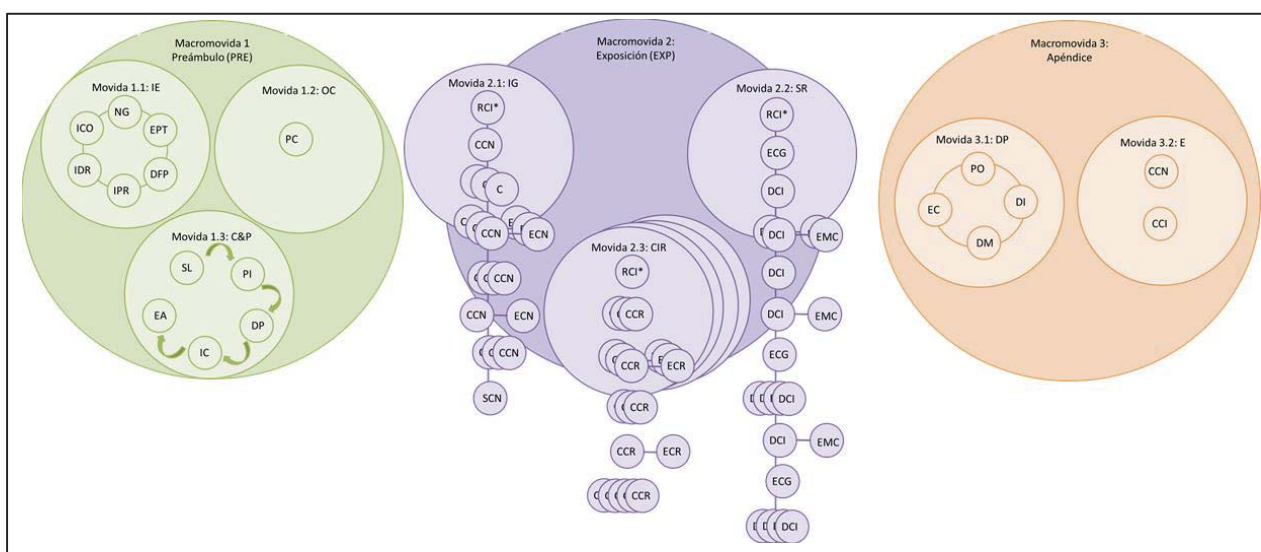 Macromovida 1
Preámbulo (PRE)
Movida 1.1: IE
NG
ICO
EPT
IDR
DFP
IPR
Movida 1.2: OC
PC
Movida 1.3: C&P
SL
PI
EA
DP
IC
Macromovida 2:
Exposición (EXP)
Movida 2.1: IG
RCI*
CCN
C
C
C
C
CCN
E
E
ECN
C
C
CCN
CCN
ECN
C
C
CCN
SCN
Movida 2.3: CIR
RCI*
C
C
CCR
C
C
CCR
E
E
ECR
C
C
CCR
CCR
ECR
C
C
C
C
CCR
Movida 2.2: SR
RCI*
ECG
DCI
D
D
DCI
E
E
EMC
DCI
DCI
EMC
ECG
D
D
D
DCI
DCI
EMC
ECG
D
D
D
DCI
Macromovida 3:
Apéndice
Movida 3.1: DP
PO
EC
DI
DM
Movida 3.2: E
CCN
CCI